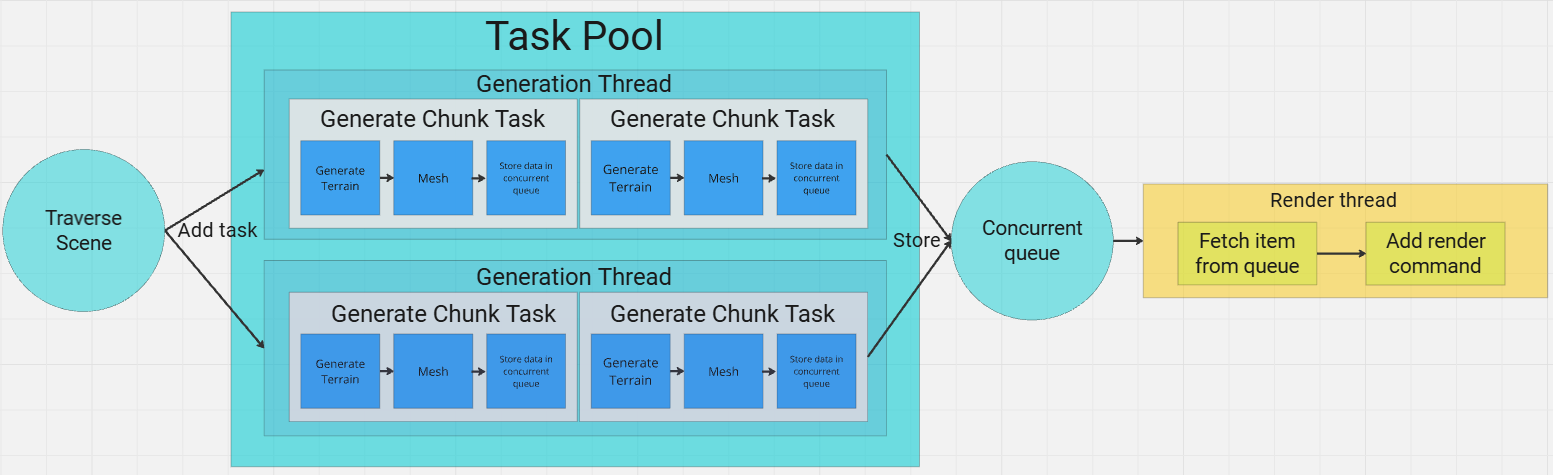 Task Pool
Generation Thread
Generate Chunk Task
Generate
Terrain
Mesh
Store data in
concurrent
queue
Generate Chunk Task
Generate
Terrain
Mesh
Store data in
concurrent
queue
Traverse
Scene
Add task
Generation Thread
Generate Chunk Task
Generate
Terrain
Mesh
Store data in
concurrent
queue
Generate Chunk Task
Generate
Terrain
Mesh
Store data in
concurrent
queue
Store
Concurrent
queue
Render thread
Fetch item
from queue
Add render
command